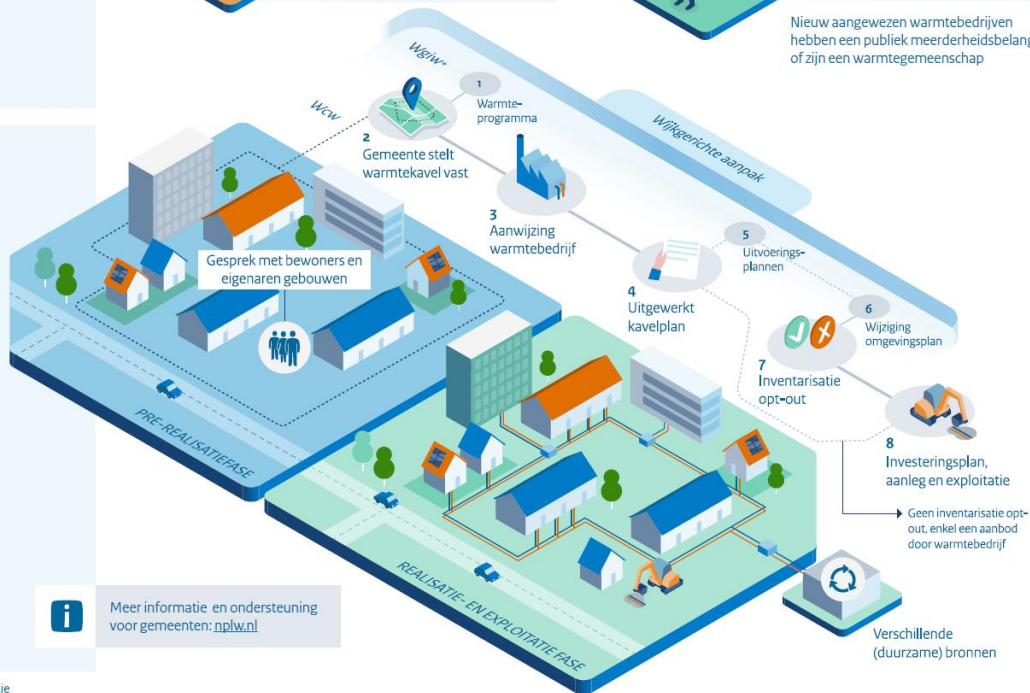 Nieuw aangewezen warmtebedrijven
hebben een publiek meerderheidsbelang
of zijn een warmtegemeenschap
Wgiw*
Wcw
Wijkgerichte aanpak
1
Warmte-
programma
2
Gemeente stelt
warmtekavel vast
3
Aanwijzing
warmtebedrijf
4
Uitgewerkt
kavelplan
5
Uitvoerings-
plannen
6
Wijziging
omgevingsplan
7
Inventarisatie
opt-out
8
Investeringsplan,
aanleg en exploitatie
Geen inventarisatie opt-
out, enkel een aanbod
door warmtebedrijf
Gesprek met bewoners en
eigenaren gebouwen
PRE-REALISATIEFASE
REALISATIE- EN EXPLOITATIE FASE
Verschillende
(duurzame) bronnen
i
Meer informatie en ondersteuning
voor gemeenten: nplw.nl